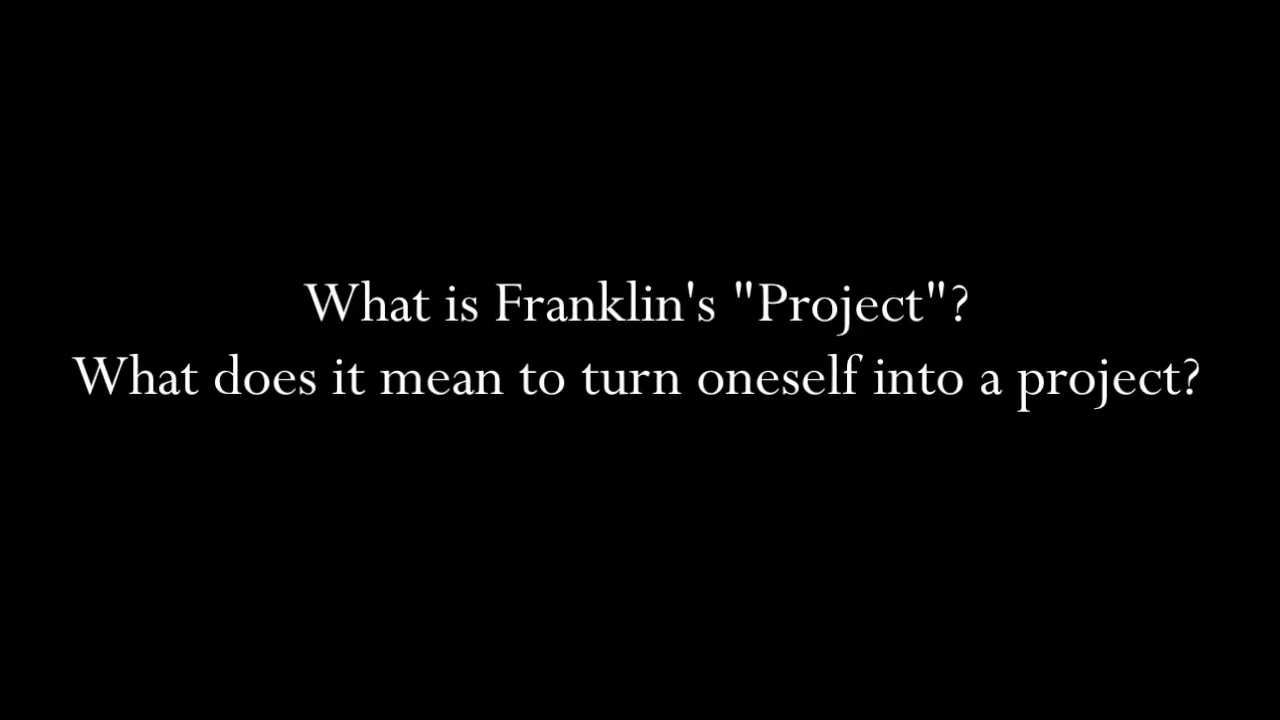 What is Franklin's "Project"?
What does it mean to turn oneself into a project?